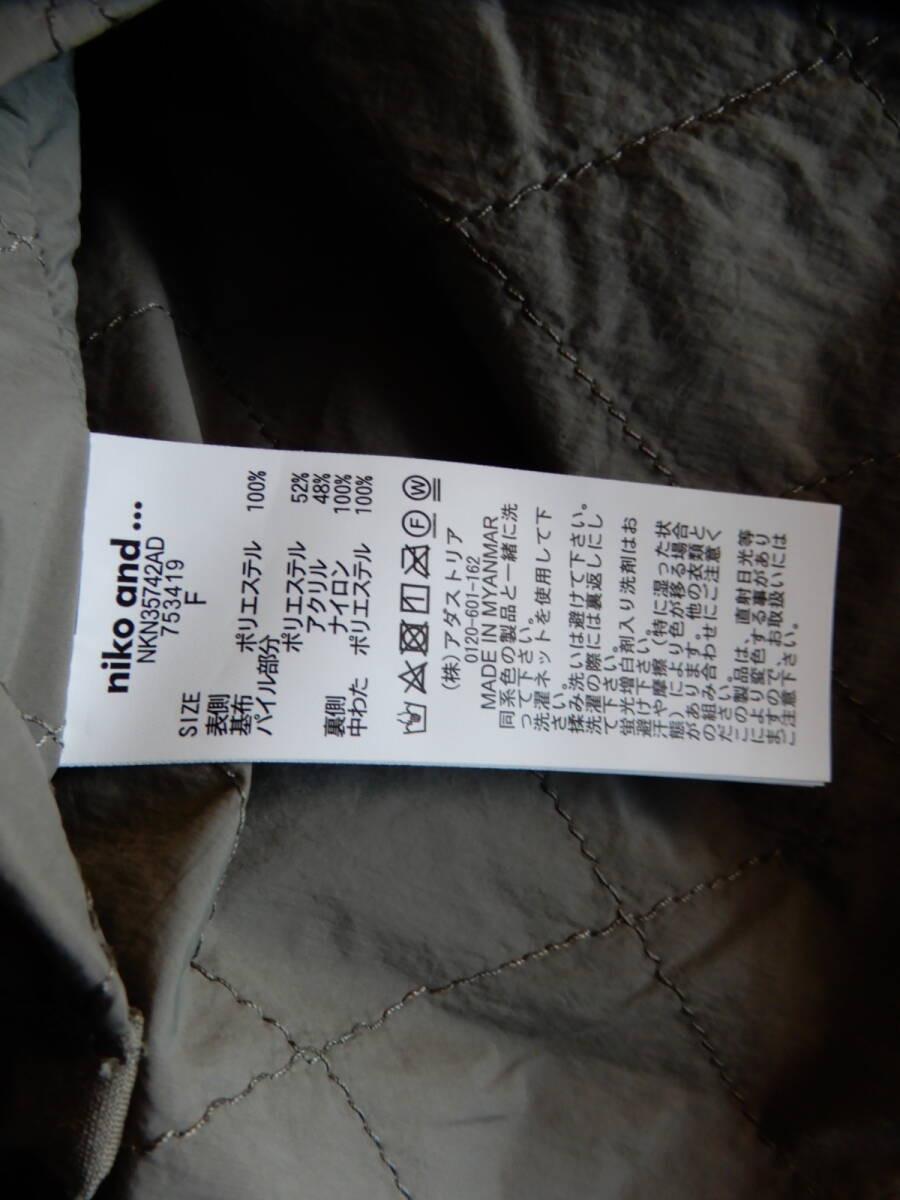 niko and ...
NKN35742AD
753419
SIZE F
表側
基布 ポリエステル 100%
パイル部分
ポリエステル 52%
アクリル 48%
裏側 ナイロン 100%
中わた ポリエステル 100%
F W
(株)アダストリア
0120-601-162
MADE IN MYANMAR
同系色の製品と一緒に洗
って下さい。
洗濯ネットを使用して下
さい。
揉み洗いは避けて下さい。
洗濯の際には裏返しにし
て下さい。
蛍光増白剤入り洗剤はお
避け下さい。
汗や摩擦(特に湿った状
態)により色が移る場合
があります。他の衣類と
の組み合わせにご注意く
ださい。
この製品は、直射日光等
により変色する事があり
ますので、お取扱いには
ご注意下さい。